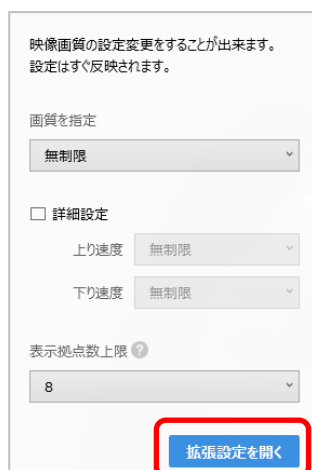 映像画質の設定変更をすることが出来ます。
設定はすぐ反映されます。
画質を指定
無制限
詳細設定
上り速度 無制限
下り速度 無制限
表示拠点数上限 ?
8
拡張設定を開く